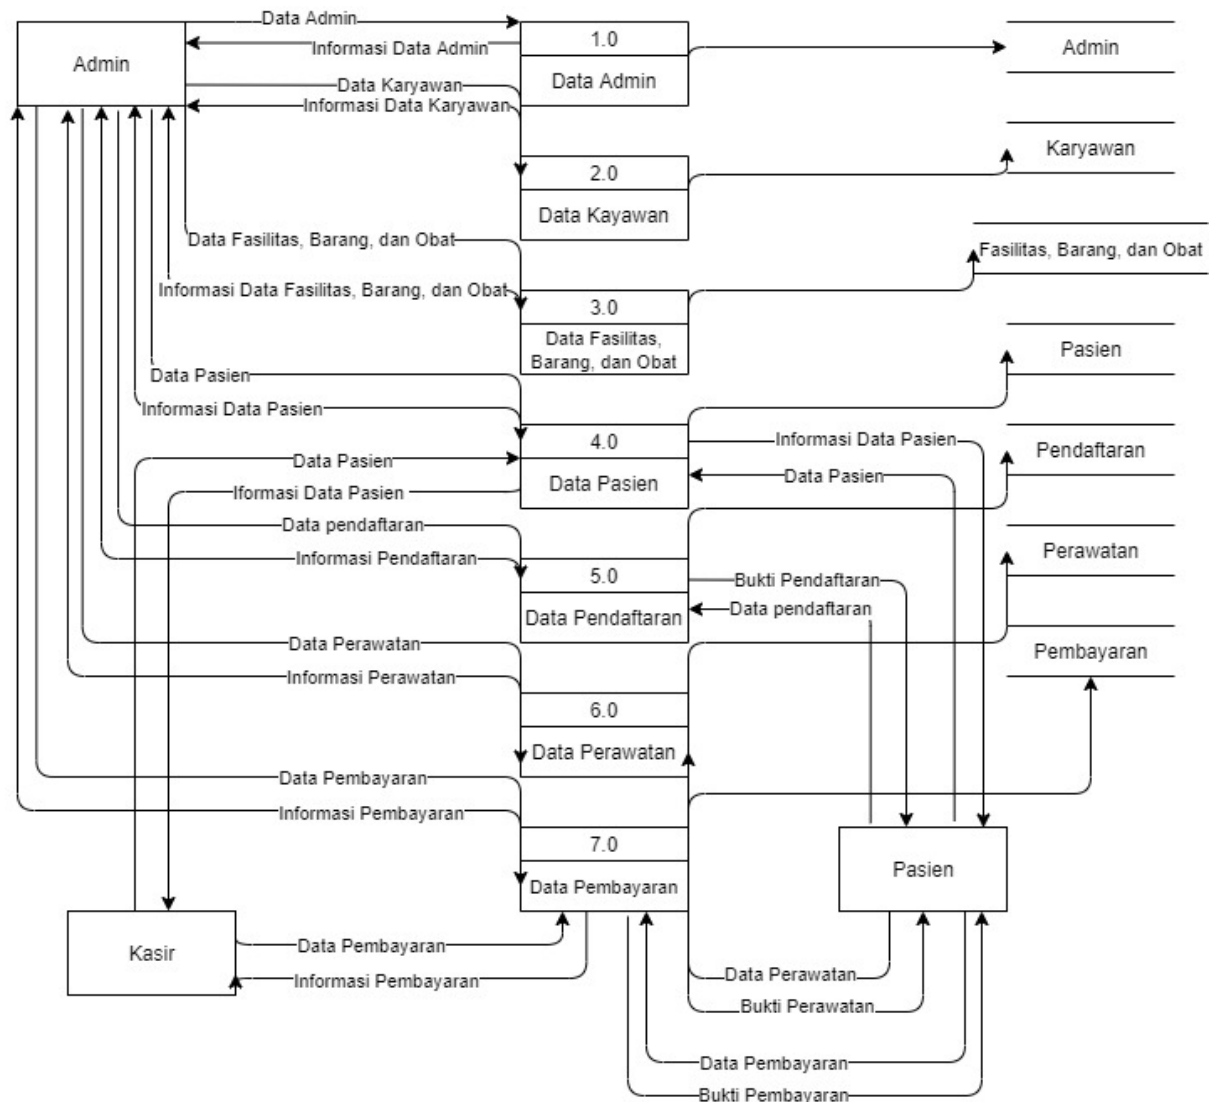 Data Admin
Informasi Data Admin
Admin
1.0
Data Admin
Admin
Data Karyawan
Informasi Data Karyawan
2.0
Data Kayawan
Karyawan
Data Fasilitas, Barang, dan Obat
Informasi Data Fasilitas, Barang, dan Obat
3.0
Data Fasilitas,
Barang, dan Obat
Fasilitas, Barang, dan Obat
Data Pasien
Informasi Data Pasien
Pasien
4.0
Data Pasien
Informasi Data Pasien
Data Pasien
Data Pasien
Iformasi Data Pasien
Pendaftaran
Data pendaftaran
Informasi Pendaftaran
5.0
Data Pendaftaran
Bukti Pendaftaran
Data pendaftaran
Perawatan
Data Perawatan
Informasi Perawatan
6.0
Data Perawatan
Pembayaran
Data Pembayaran
Informasi Pembayaran
7.0
Data Pembayaran
Pasien
Kasir
Data Pembayaran
Informasi Pembayaran
Data Perawatan
Bukti Perawatan
Data Pembayaran
Bukti Pembayaran